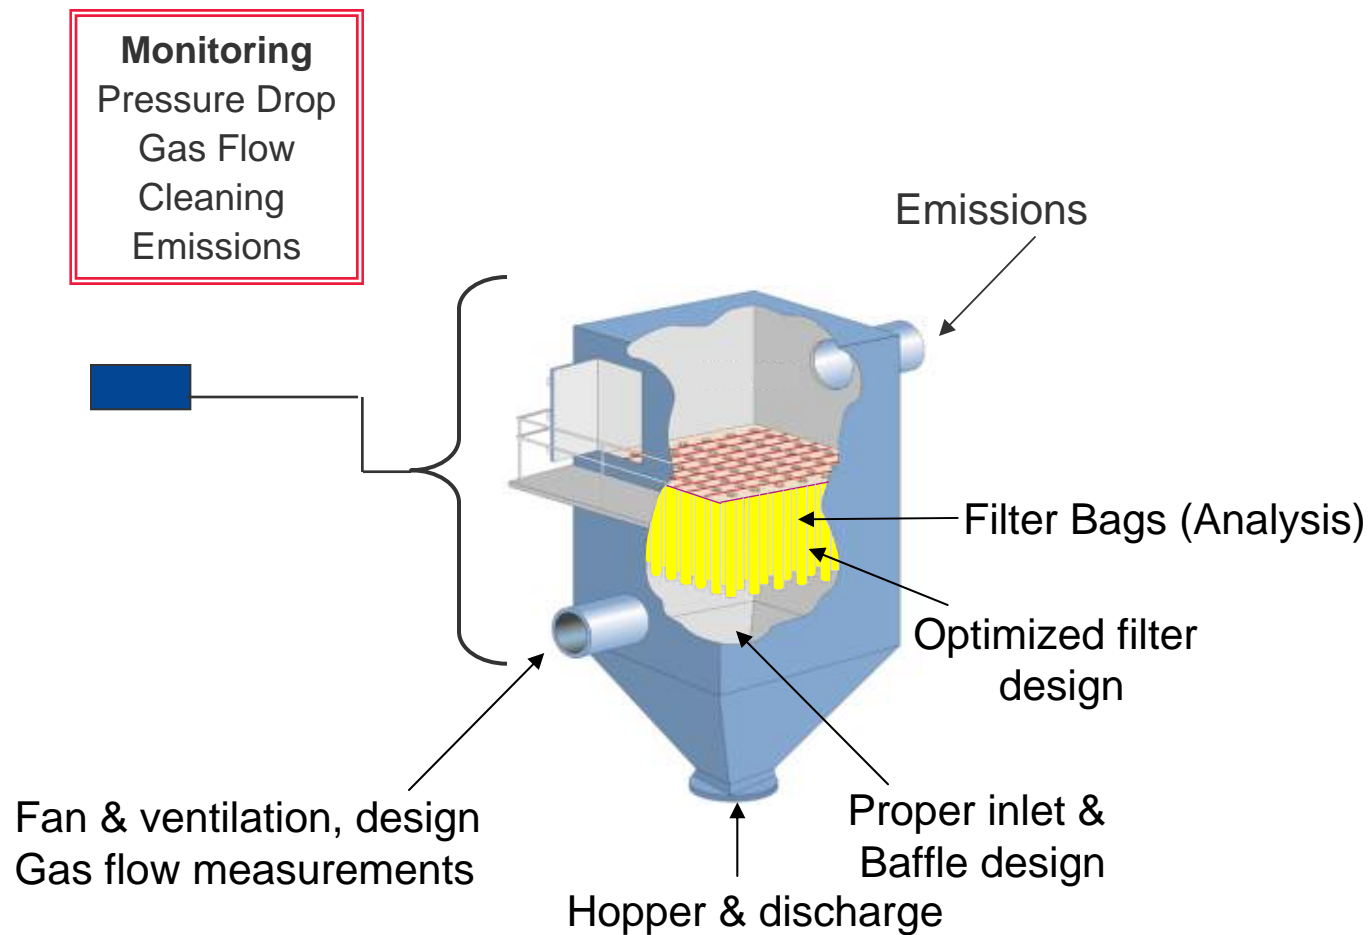 Monitoring
Pressure Drop
Gas Flow
Cleaning
Emissions
Emissions
Filter Bags (Analysis)
Optimized filter
design
Proper inlet &
Baffle design
Fan & ventilation, design
Gas flow measurements
Hopper & discharge